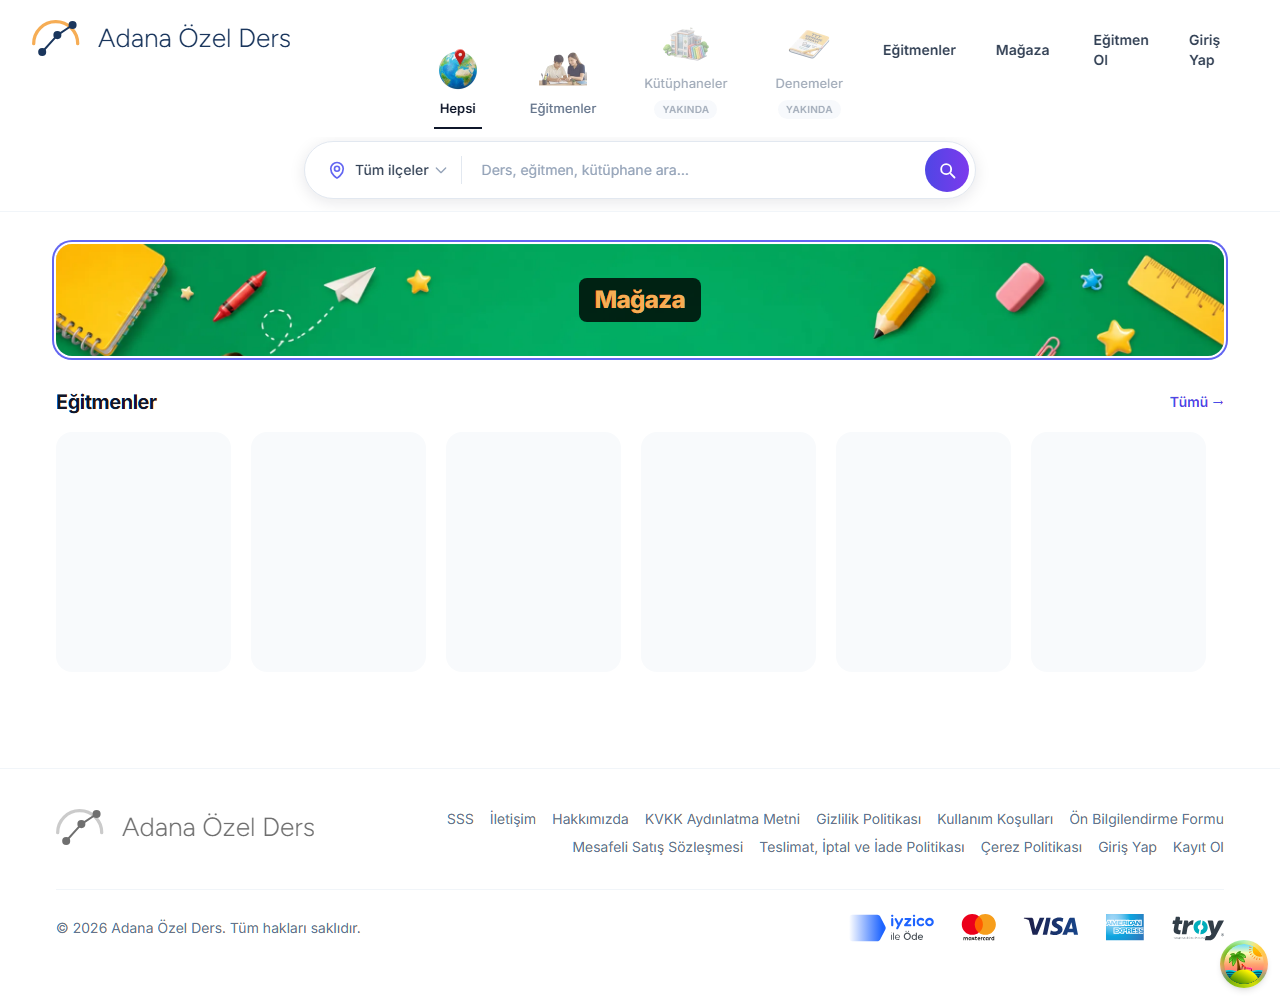 Adana Özel Ders
Hepsi
Eğitmenler
Kütüphaneler
YAKINDA
Denemeler
YAKINDA
Eğitmenler
Mağaza
Eğitmen
Ol
Giriş
Yap
Tüm ilçeler
Ders, eğitmen, kütüphane ara...
Mağaza
Eğitmenler
Tümü →
Adana Özel Ders
SSS İletişim Hakkımızda KVKK Aydınlatma Metni Gizlilik Politikası Kullanım Koşulları Ön Bilgilendirme Formu
Mesafeli Satış Sözleşmesi Teslimat, İptal ve İade Politikası Çerez Politikası Giriş Yap Kayıt Ol
© 2026 Adana Özel Ders. Tüm hakları saklıdır.
iyzico
ile Öde
mastercard
VISA
AMERICAN
EXPRESS
troy